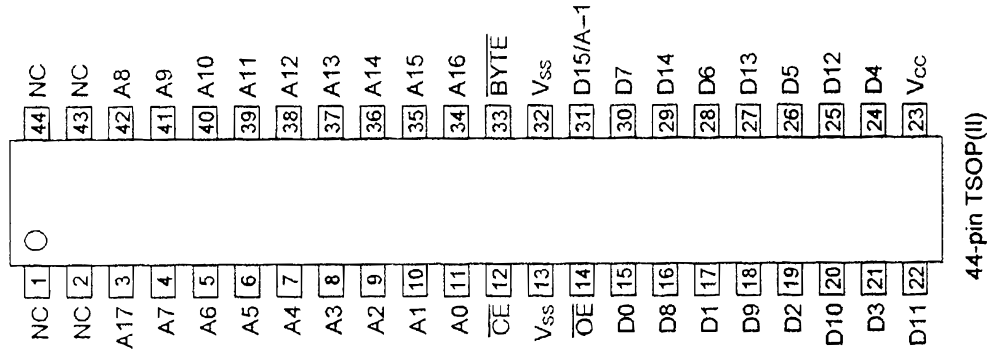 NC 1 44 NC
NC 2 43 NC
A17 3 42 A8
A7 4 41 A9
A6 5 40 A10
A5 6 39 A11
A4 7 38 A12
A3 8 37 A13
A2 9 36 A14
A1 10 35 A15
A0 11 34 A16
C̅E̅ 12 33 B̅Y̅T̅E̅
VSS 13 32 VSS
O̅E̅ 14 31 D15/A−1
D0 15 30 D7
D8 16 29 D14
D1 17 28 D6
D9 18 27 D13
D2 19 26 D5
D10 20 25 D12
D3 21 24 D4
D11 22 23 VCC
44-pin TSOP(II)